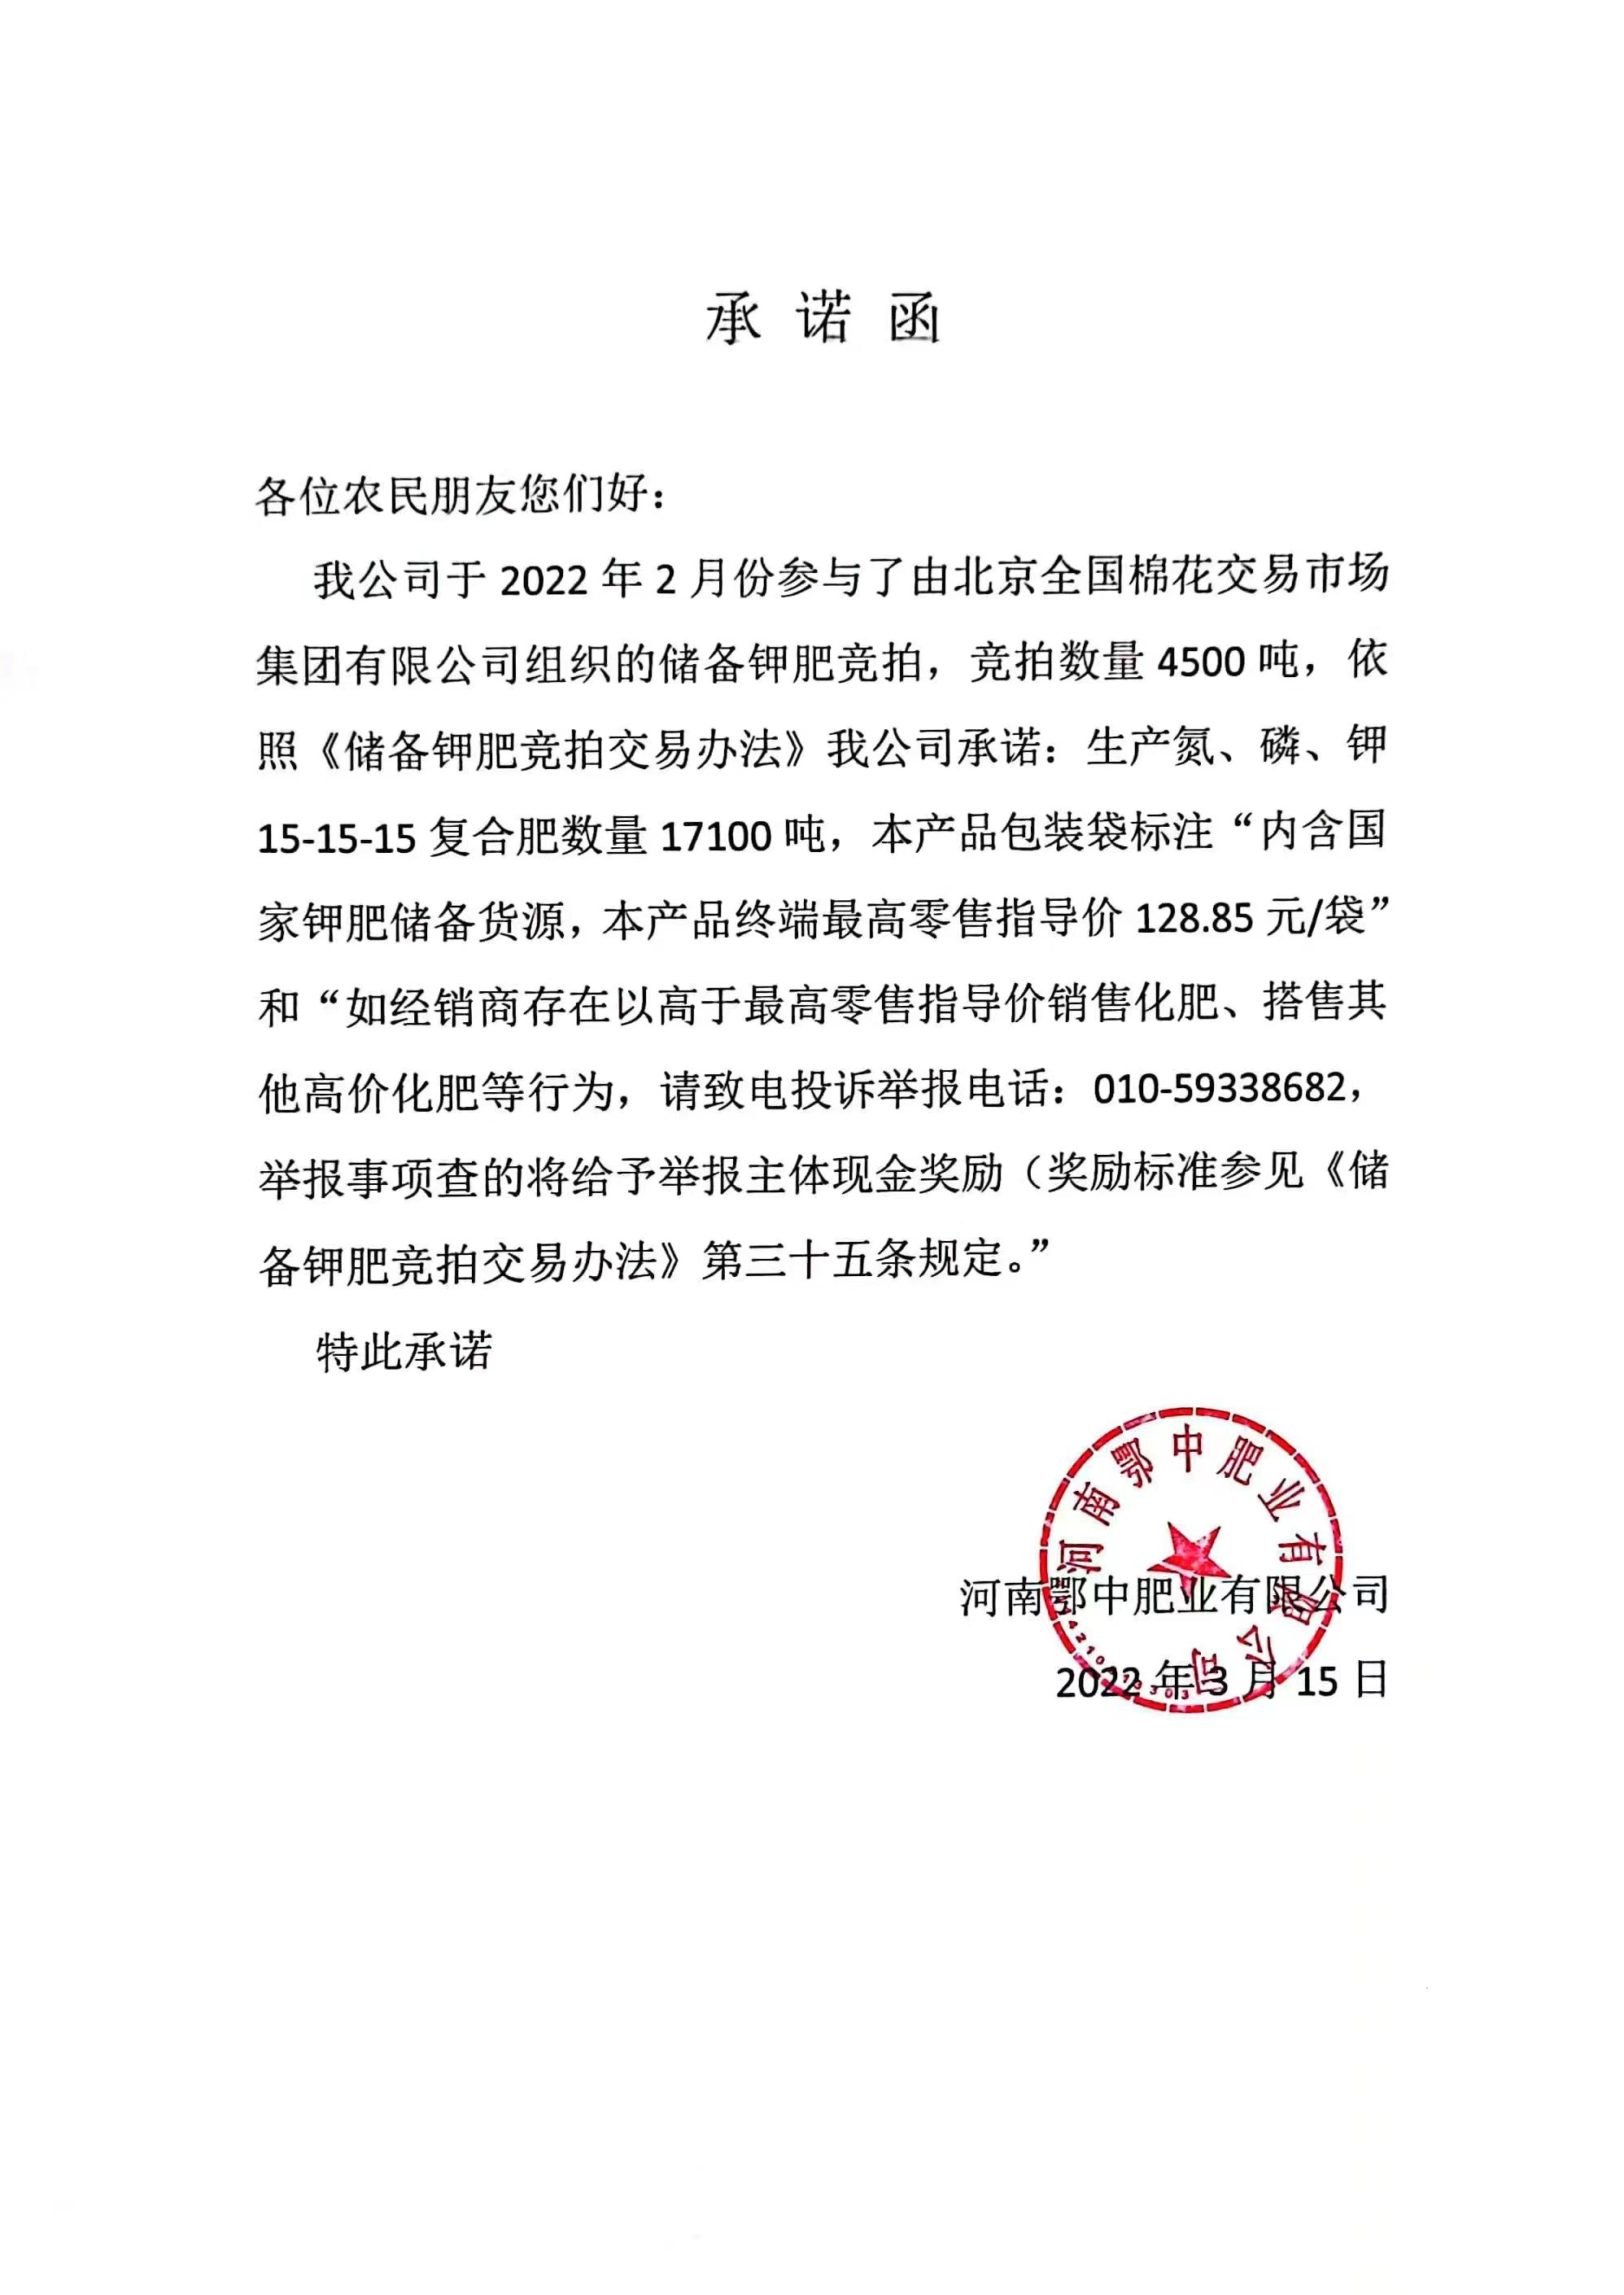 承 诺 函
各位农民朋友您们好：
我公司于 2022 年 2 月份参与了由北京全国棉花交易市场
集团有限公司组织的储备钾肥竞拍，竞拍数量 4500 吨，依
照《储备钾肥竞拍交易办法》我公司承诺：生产氮、磷、钾
15-15-15 复合肥数量 17100 吨，本产品包装袋标注“内含国
家钾肥储备货源，本产品终端最高零售指导价 128.85 元/袋”
和“如经销商存在以高于最高零售指导价销售化肥、搭售其
他高价化肥等行为，请致电投诉举报电话：010-59338682，
举报事项查的将给予举报主体现金奖励（奖励标准参见《储
备钾肥竞拍交易办法》第三十五条规定。”
特此承诺
河南鄂中肥业有限公司
河南鄂中肥业有限公司
2022 年 3 月 15 日